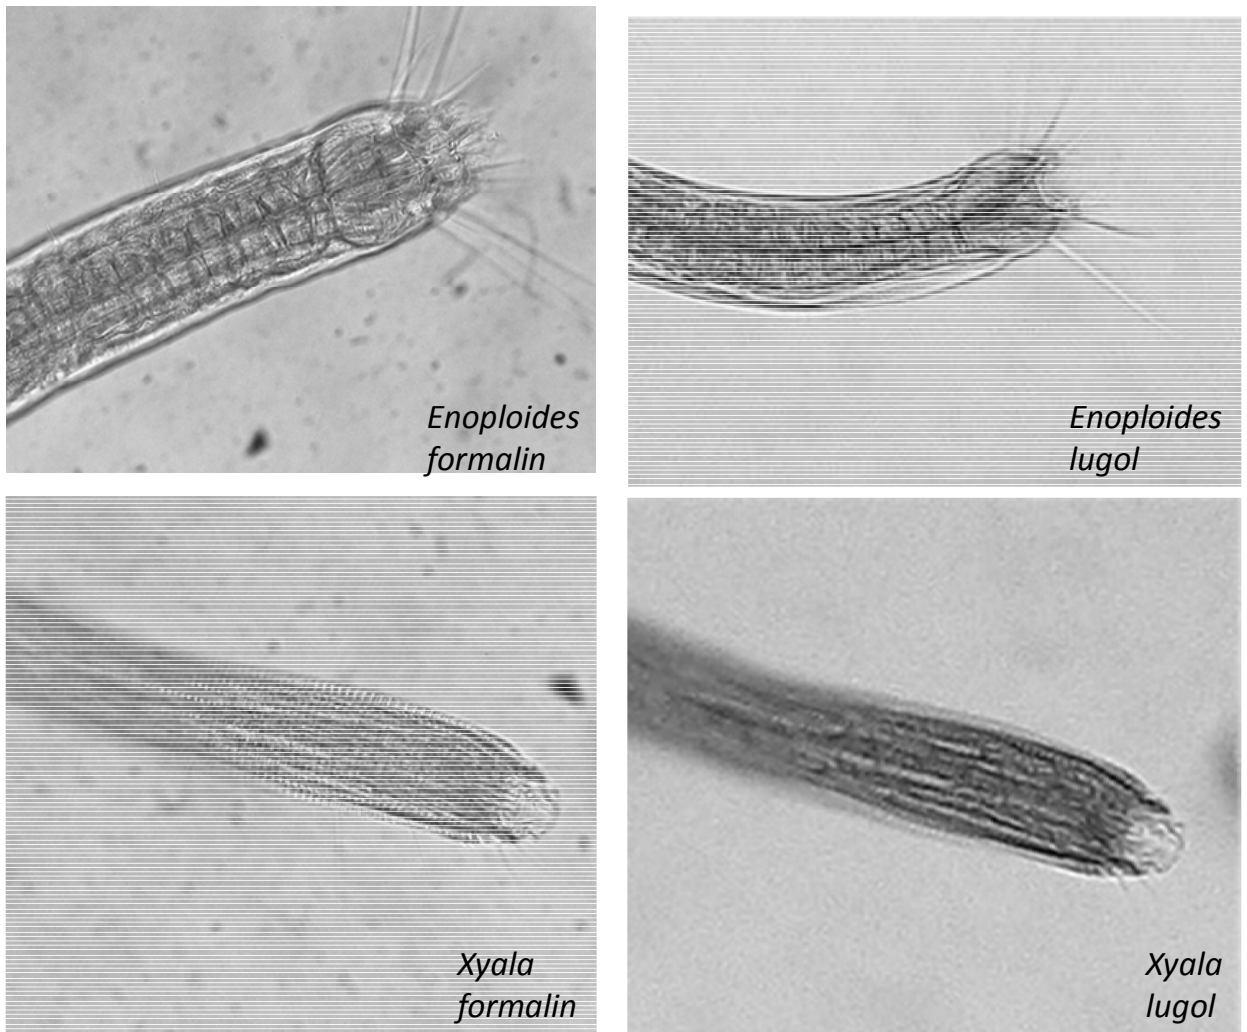 Enoploides
formalin
Enoploides
lugol
Xyala
formalin
Xyala
lugol